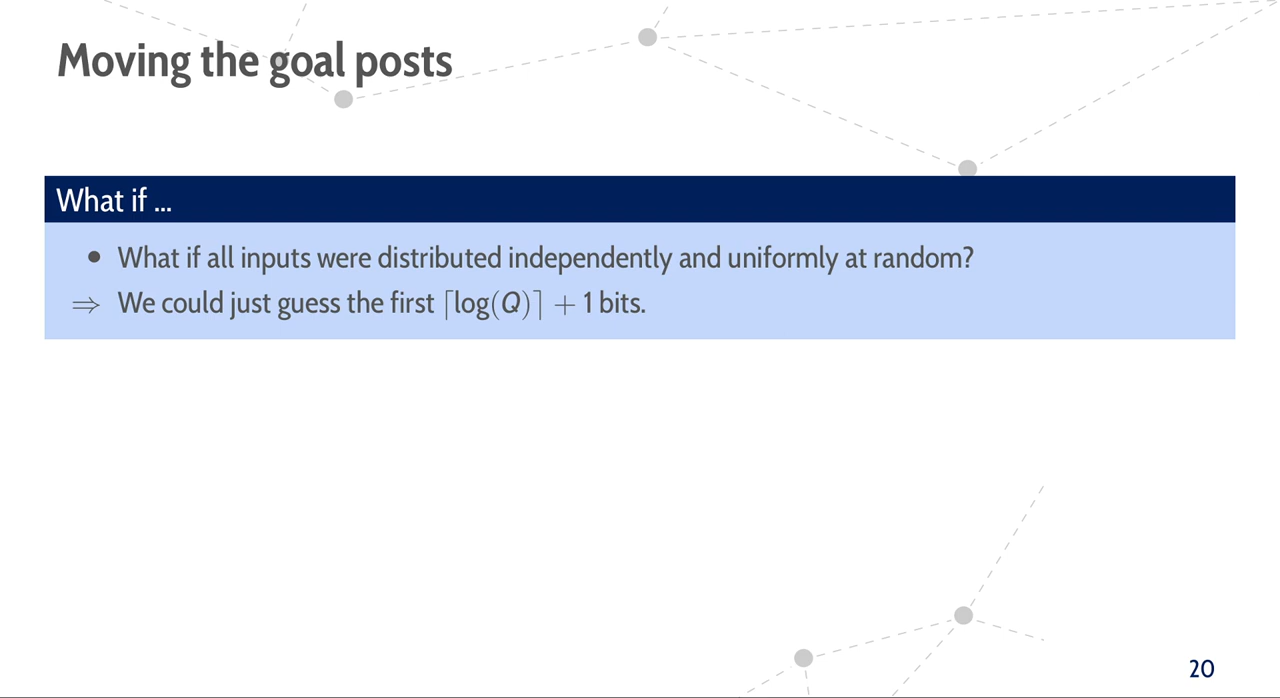 Moving the goal posts
What if ...
• What if all inputs were distributed independently and uniformly at random?
⇒ We could just guess the first ⌈log(Q)⌉ + 1 bits.
20